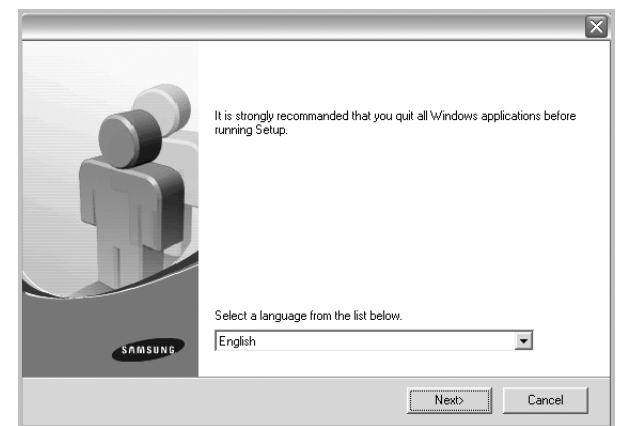 It is strongly recommanded that you quit all Windows applications before
running Setup.
Select a language from the list below.
English
SAMSUNG
Next>
Cancel